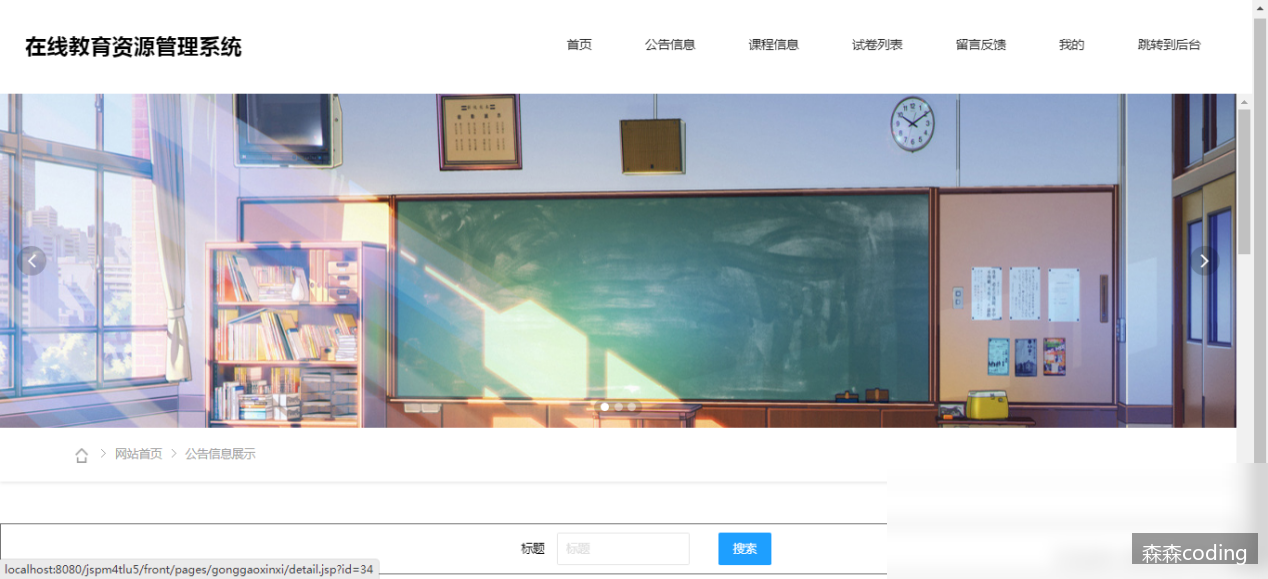 在线教育资源管理系统
首页 公告信息 课程信息 试卷列表 留言反馈 我的 跳转到后台
网站首页 公告信息展示
标题 标题 搜索
localhost:8080/jspm4tlu5/front/pages/gonggaoxinxi/detail.jsp?id=34
森森coding